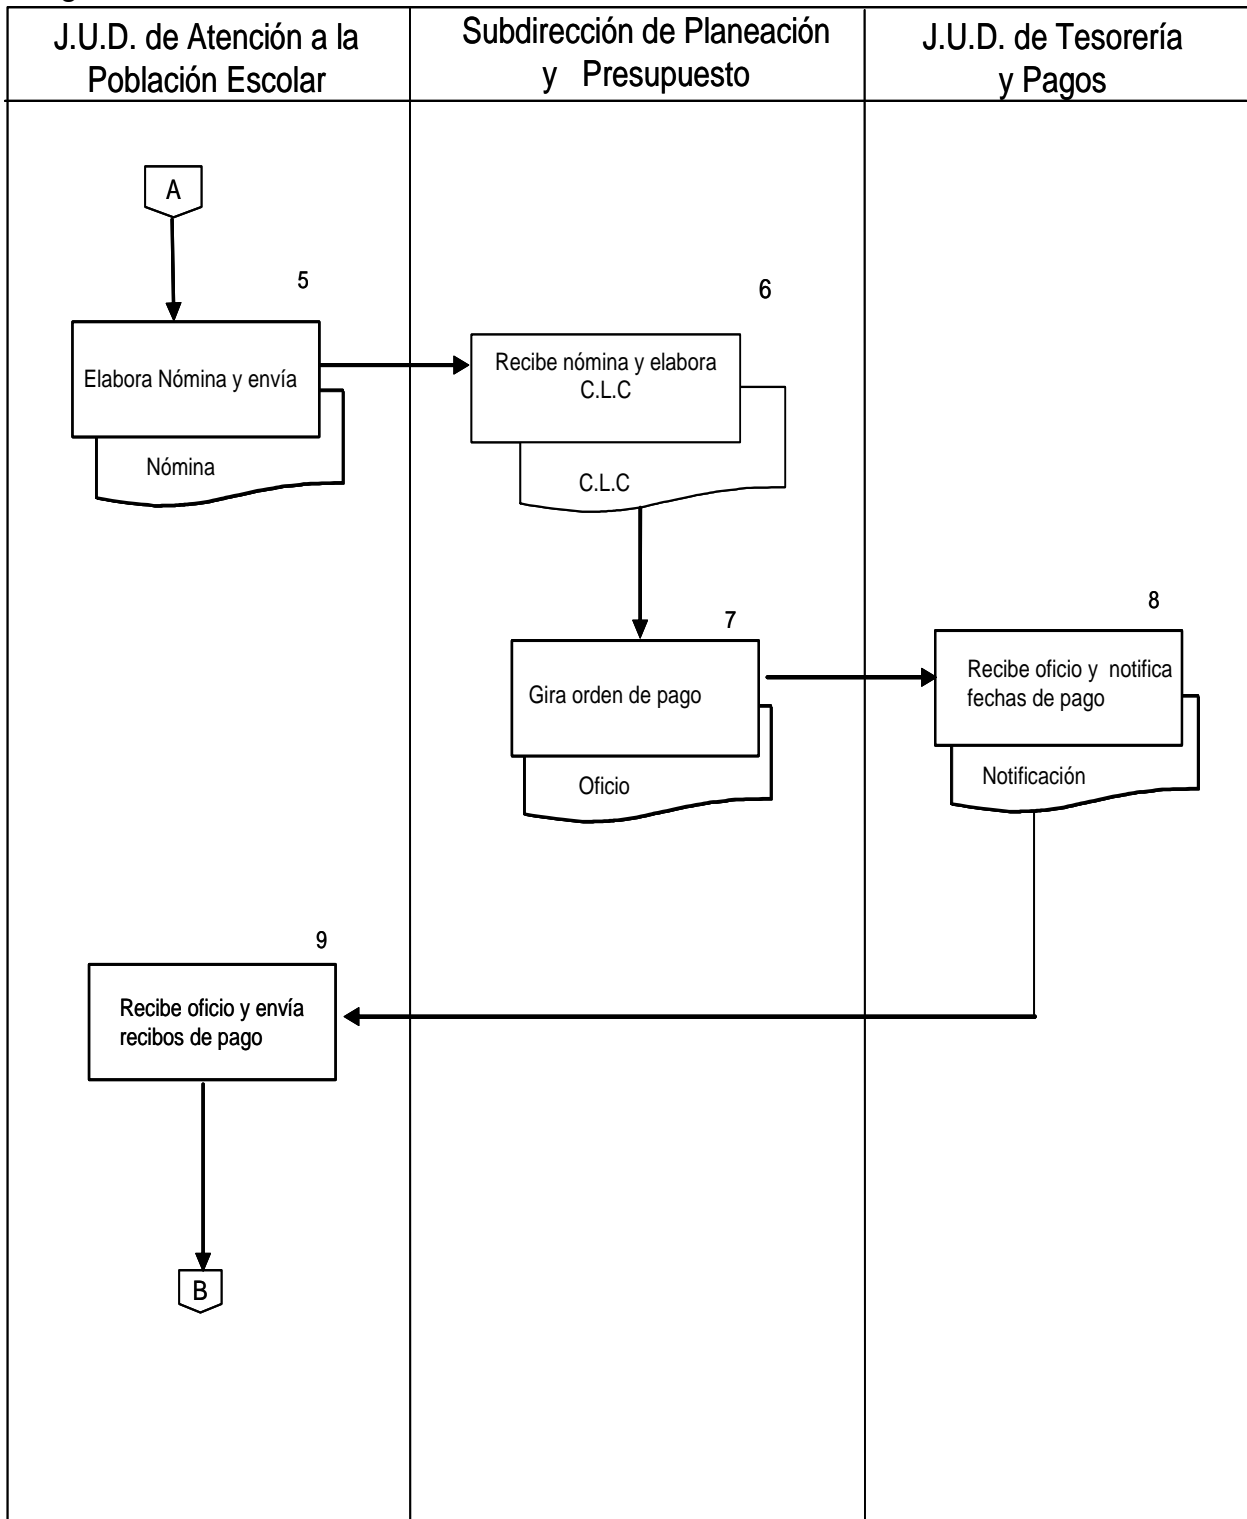 J.U.D. de Atención a la
Población Escolar
Subdirección de Planeación
y Presupuesto
J.U.D. de Tesorería
y Pagos
A
5
Elabora Nómina y envía
Nómina
6
Recibe nómina y elabora
C.L.C
C.L.C
7
Gira orden de pago
Oficio
8
Recibe oficio y notifica
fechas de pago
Notificación
9
Recibe oficio y envía
recibos de pago
B